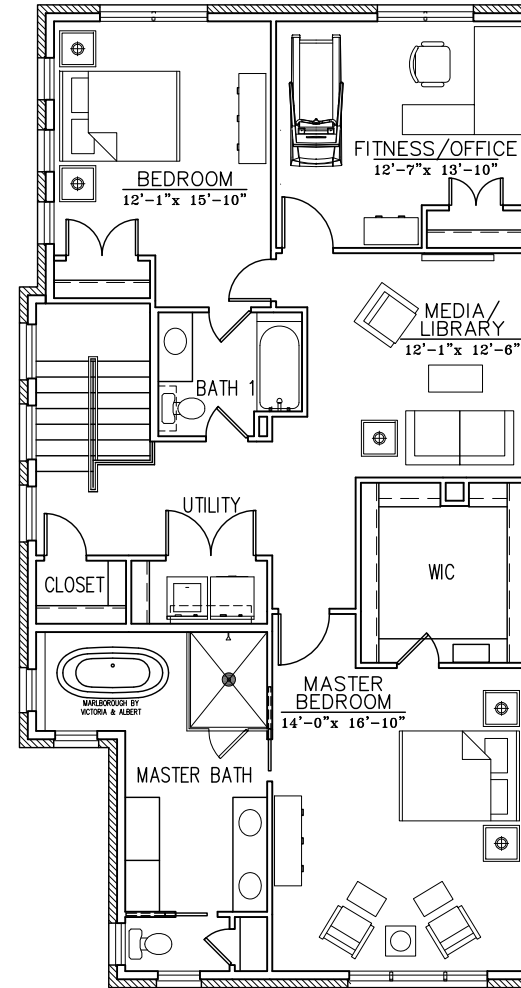 FITNESS/OFFICE
12'-7"x 13'-10"
BEDROOM
12'-1"x 15'-10"
MEDIA/
LIBRARY
12'-1"x 12'-6"
BATH 1
UTILITY
CLOSET
WIC
MASTER
BEDROOM
14'-0"x 16'-10"
MARLBOROUGH BY
VICTORIA & ALBERT
MASTER BATH